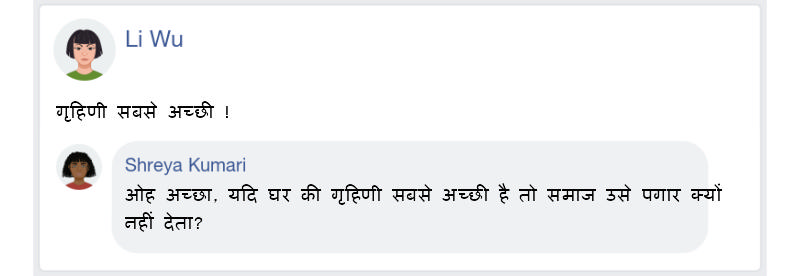 Li Wu
गृहिणी सबसे अच्छी !
Shreya Kumari
ओह अच्छा, यदि घर की गृहिणी सबसे अच्छी है तो समाज उसे पगार क्यों
नहीं देता?